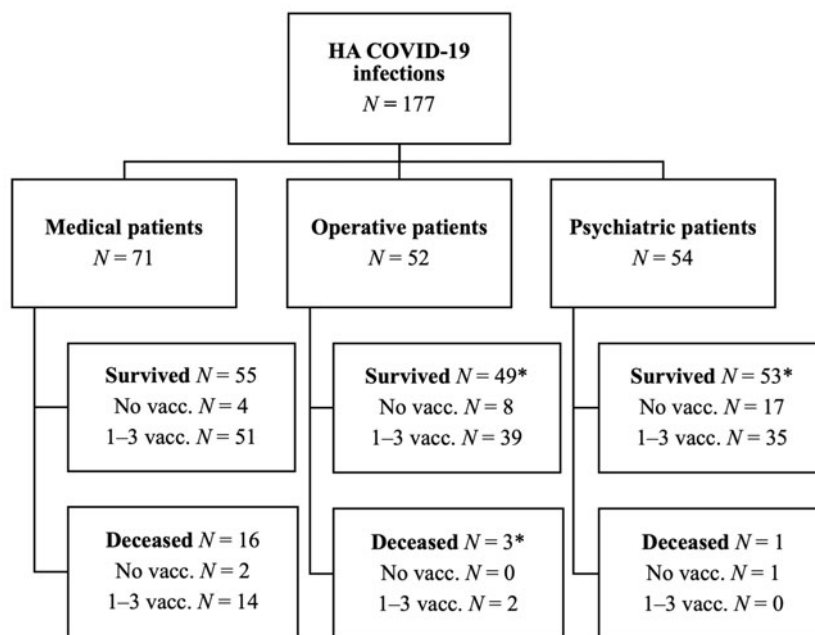 HA COVID-19
infections
N = 177
Medical patients
N = 71
Operative patients
N = 52
Psychiatric patients
N = 54
Survived N = 55
No vacc. N = 4
1–3 vacc. N = 51
Survived N = 49*
No vacc. N = 8
1–3 vacc. N = 39
Survived N = 53*
No vacc. N = 17
1–3 vacc. N = 35
Deceased N = 16
No vacc. N = 2
1–3 vacc. N = 14
Deceased N = 3*
No vacc. N = 0
1–3 vacc. N = 2
Deceased N = 1
No vacc. N = 1
1–3 vacc. N = 0